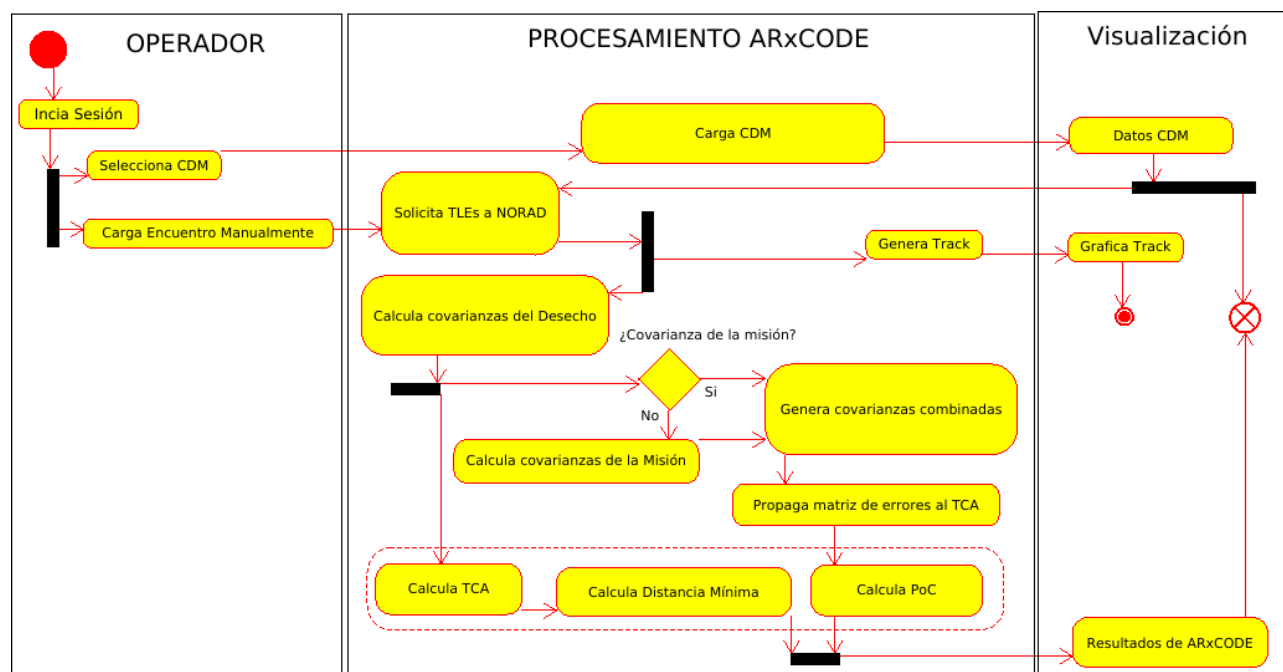 OPERADOR
PROCESAMIENTO ARxCODE
Visualización
Incia Sesión
Selecciona CDM
Carga CDM
Datos CDM
Carga Encuentro Manualmente
Solicita TLEs a NORAD
Genera Track
Grafica Track
Calcula covarianzas del Desecho
¿Covarianza de la misión?
Si
No
Genera covarianzas combinadas
Calcula covarianzas de la Misión
Propaga matriz de errores al TCA
Calcula TCA
Calcula Distancia Mínima
Calcula PoC
Resultados de ARxCODE